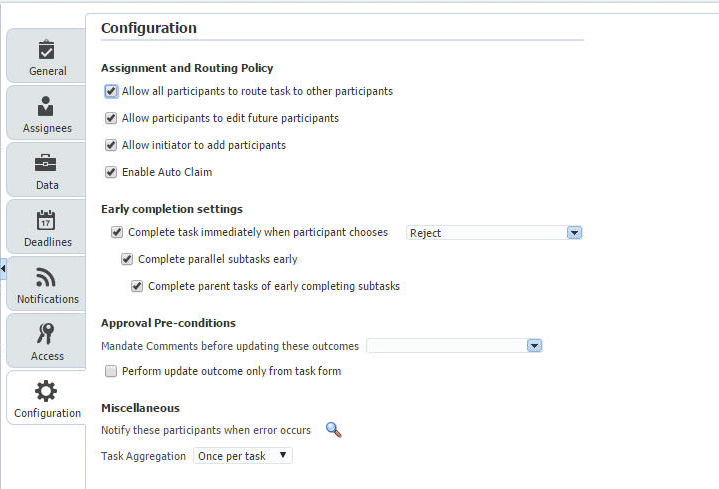 Configuration
General
Assignees
Data
17
Deadlines
Notifications
Access
Configuration
Assignment and Routing Policy
Allow all participants to route task to other participants
Allow participants to edit future participants
Allow initiator to add participants
Enable Auto Claim
Early completion settings
Complete task immediately when participant chooses Reject
Complete parallel subtasks early
Complete parent tasks of early completing subtasks
Approval Pre-conditions
Mandate Comments before updating these outcomes
Perform update outcome only from task form
Miscellaneous
Notify these participants when error occurs
Task Aggregation Once per task